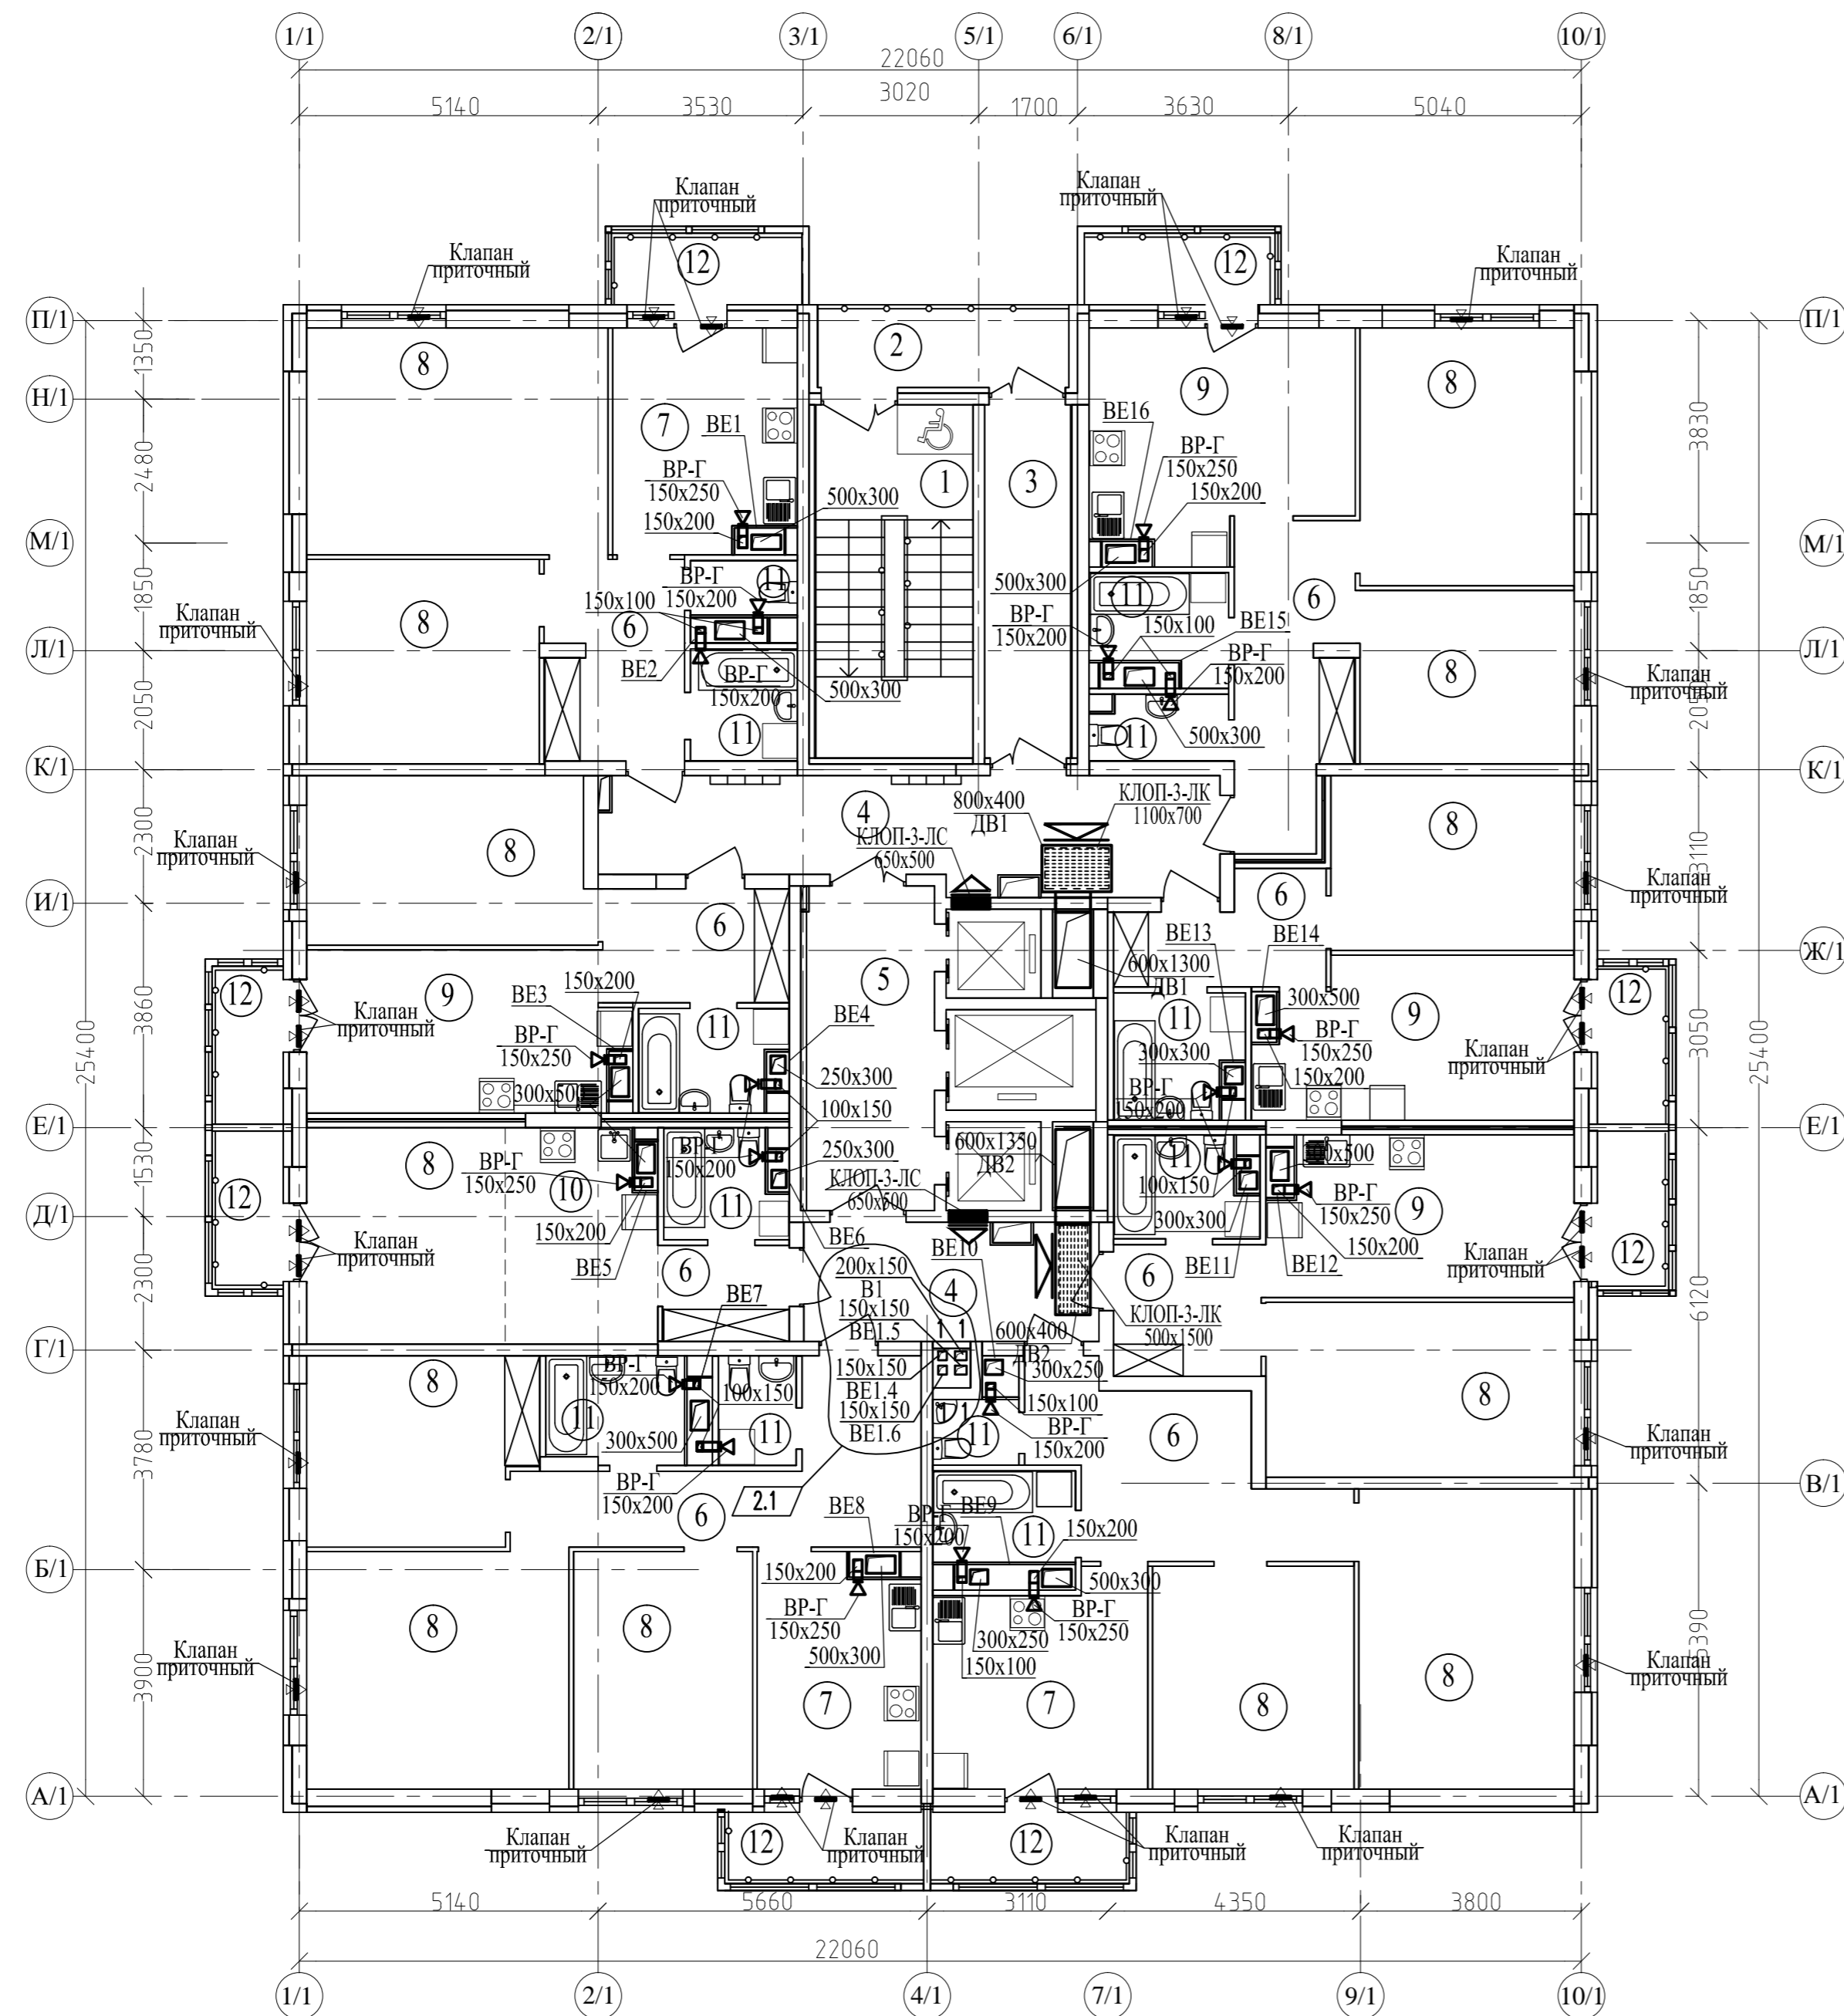 1/1 2/1 3/1 5/1 6/1 8/1 10/1
22060
5140 3530 3020 1700 3630 5040
Клапан
приточный
Клапан
приточный
Клапан
приточный
Клапан
приточный
12 12
П/1 П/1
1350
8 2 9 8
Н/1
7 ВЕ1 ВЕ16
3830
2480
ВР-Г
150х250
150х200
500х300
1 3
ВР-Г
150х250
150х200
М/1 М/1
1850 1850
Клапан
приточный
8
ВР-Г
150х200
11
150х100
6
ВЕ2
ВР-Г
150х200
500х300
11
500х300
11
ВР-Г
150х200
150х100
ВЕ15
6
ВР-Г
150х200
11
500х300
8
Клапан
приточный
Л/1 Л/1
2050 2050
К/1 К/1
2300 3110
Клапан
приточный
8
4
800х400
ДВ1
КЛОП-3-ЛК
1100х700
КЛОП-3-ЛС
650х500
8
Клапан
приточный
И/1
6 6
ВЕ13 ВЕ14
Ж/1
12
Клапан
приточный
9
ВЕ3
150х200
ВР-Г
150х250
300х500
11
ВЕ4
250х300
100х150
5
600х1300
ДВ1
11
300х300
ВР-Г
150х200
300х500
ВР-Г
150х250
150х200
9
Клапан
приточный
12
3860 3050
25400 25400
Е/1 Е/1
1530
12
8
ВР-Г
150х250
10
150х200
ВЕ5
ВР-Г
150х200
11
250х300
КЛОП-3-ЛС
650х500
ВЕ6
600х1350
ДВ2
11
100х150
300х300
ВЕ11
300х500
ВР-Г
150х250
150х200
ВЕ12
9
Клапан
приточный
12
Д/1
Клапан
приточный
2300 6120
6
ВЕ7
ВЕ10
200х150
В1
150х150
ВЕ1.5
4
1 1
6
КЛОП-3-ЛК
500х1500
600х400
ДВ2
Г/1
8
ВР-Г
150х200
100х150
11
300х500
11
150х150
ВЕ1.4
150х150
ВЕ1.6
1 1
300х250
150х100
ВР-Г
150х200
11
6
8
Клапан
приточный
Клапан
приточный
3780
ВР-Г
150х200
6
2.1
В/1
ВЕ8
ВР-Г
150х200
ВЕ9
11
150х200
Б/1
150х200
ВР-Г
150х250
500х300
500х300
ВР-Г
150х250
300х250
150х100
8 8 7 7 8 8
Клапан
приточный
Клапан
приточный
3900 5390
А/1 А/1
Клапан
приточный
12
Клапан
приточный
12
Клапан
приточный
Клапан
приточный
5140 5660 3110 4350 3800
22060
1/1 2/1 4/1 7/1 9/1 10/1